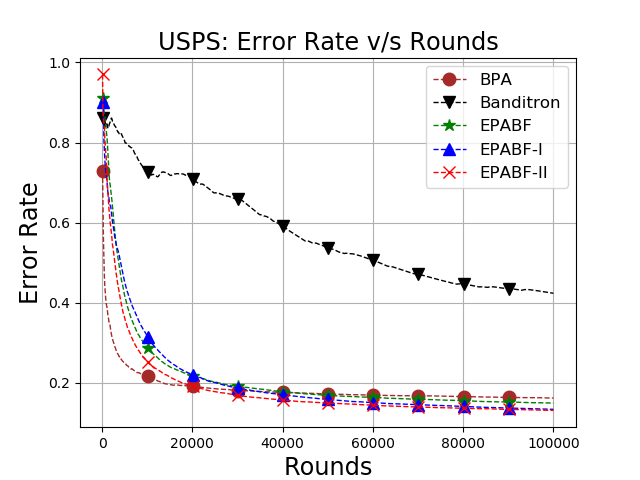 USPS: Error Rate v/s Rounds
1.0
0.8
0.6
0.4
0.2
Error Rate
BPA
Banditron
EPABF
EPABF-I
EPABF-II
0 20000 40000 60000 80000 100000
Rounds